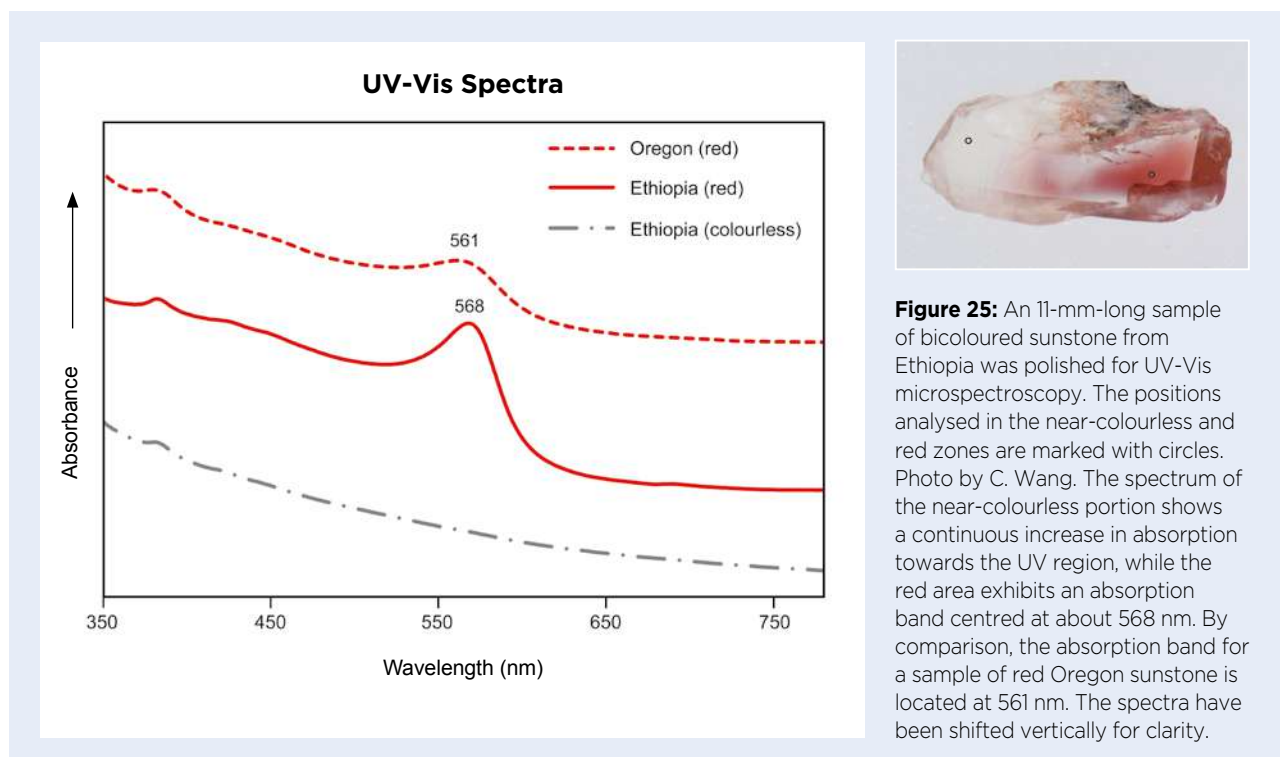 UV-Vis Spectra
Oregon (red)
Ethiopia (red)
Ethiopia (colourless)
561
568
Absorbance
350
450
550
650
750
Wavelength (nm)
Figure 25: An 11-mm-long sample
of bicoloured sunstone from
Ethiopia was polished for UV-Vis
microspectroscopy. The positions
analysed in the near-colourless and
red zones are marked with circles.
Photo by C. Wang. The spectrum of
the near-colourless portion shows
a continuous increase in absorption
towards the UV region, while the
red area exhibits an absorption
band centred at about 568 nm. By
comparison, the absorption band for
a sample of red Oregon sunstone is
located at 561 nm. The spectra have
been shifted vertically for clarity.